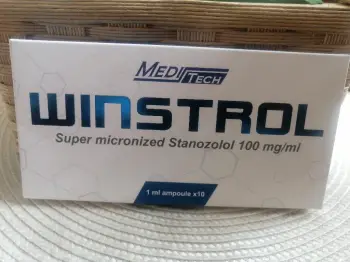 MEDITECH
WINSTROL
Super micronized Stanozolol 100 mg/ml
1 ml ampoule x10